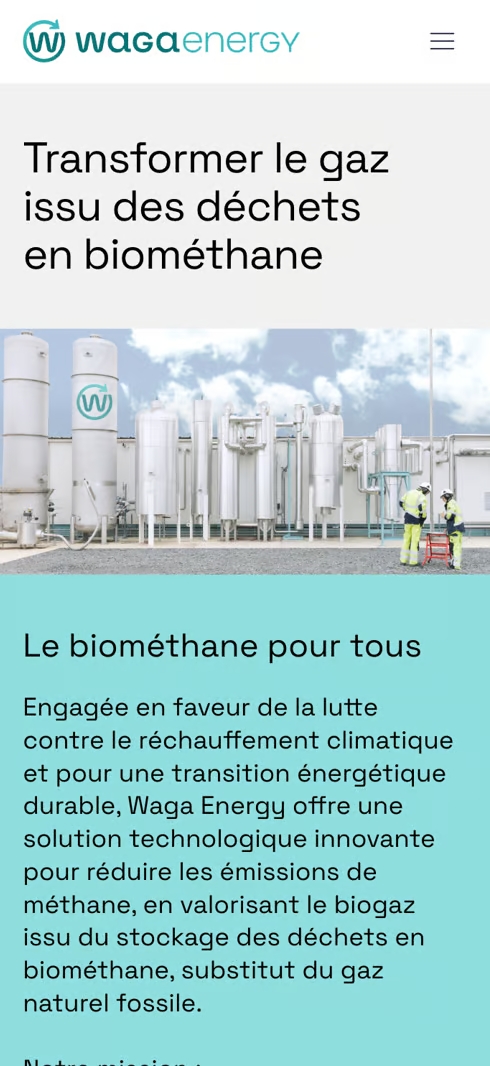 waGaenerGY
Transformer le gaz
issu des déchets
en biométhane
W
Le biométhane pour tous
Engagée en faveur de la lutte
contre le réchauffement climatique
et pour une transition énergétique
durable, Waga Energy offre une
solution technologique innovante
pour réduire les émissions de
méthane, en valorisant le biogaz
issu du stockage des déchets en
biométhane, substitut du gaz
naturel fossile.
Notre mission :